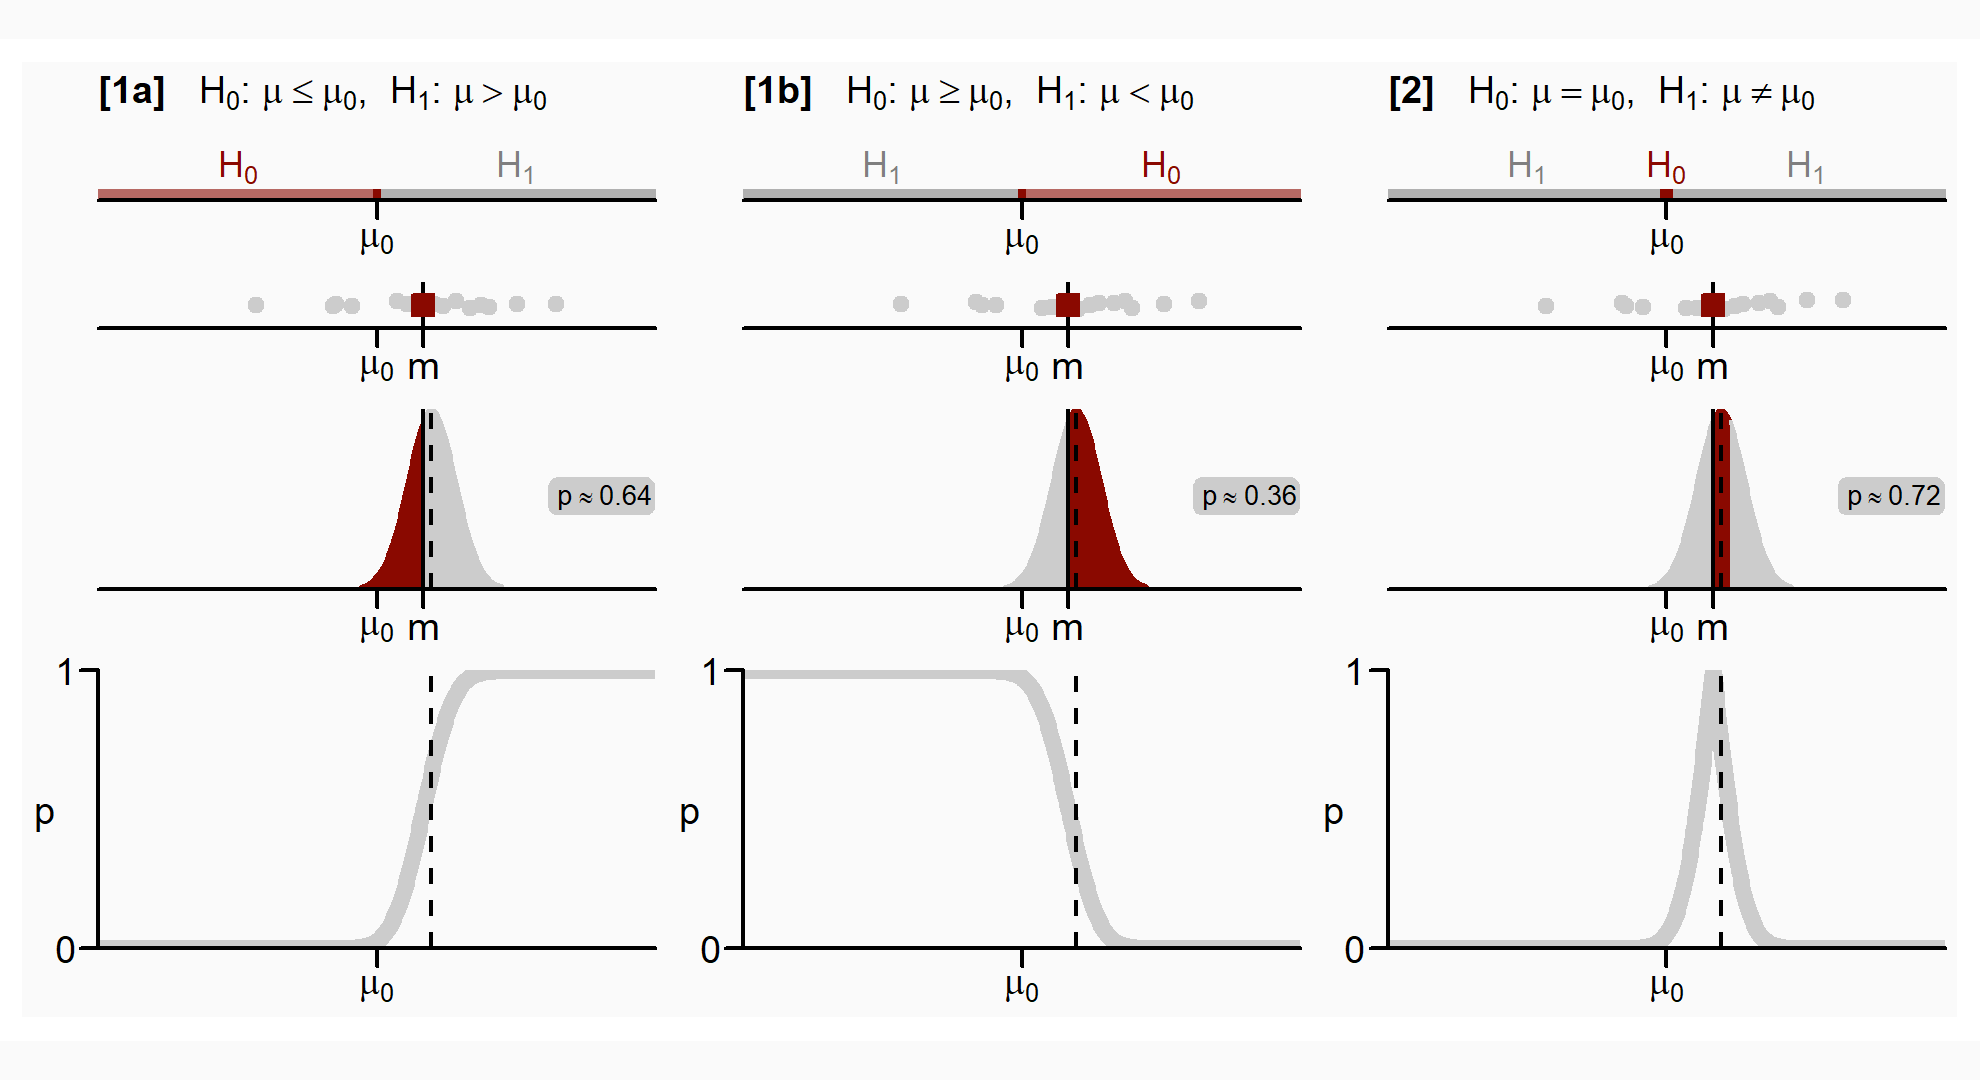 [1a] H₀: μ ≤ μ₀, H₁: μ > μ₀
H₀ H₁
μ₀
μ₀ m
p ≈ 0.64
μ₀ m
1
p
0
μ₀
[1b] H₀: μ ≥ μ₀, H₁: μ < μ₀
H₁ H₀
μ₀
μ₀ m
p ≈ 0.36
μ₀ m
1
p
0
μ₀
[2] H₀: μ = μ₀, H₁: μ ≠ μ₀
H₁ H₀ H₁
μ₀
μ₀ m
p ≈ 0.72
μ₀ m
1
p
0
μ₀